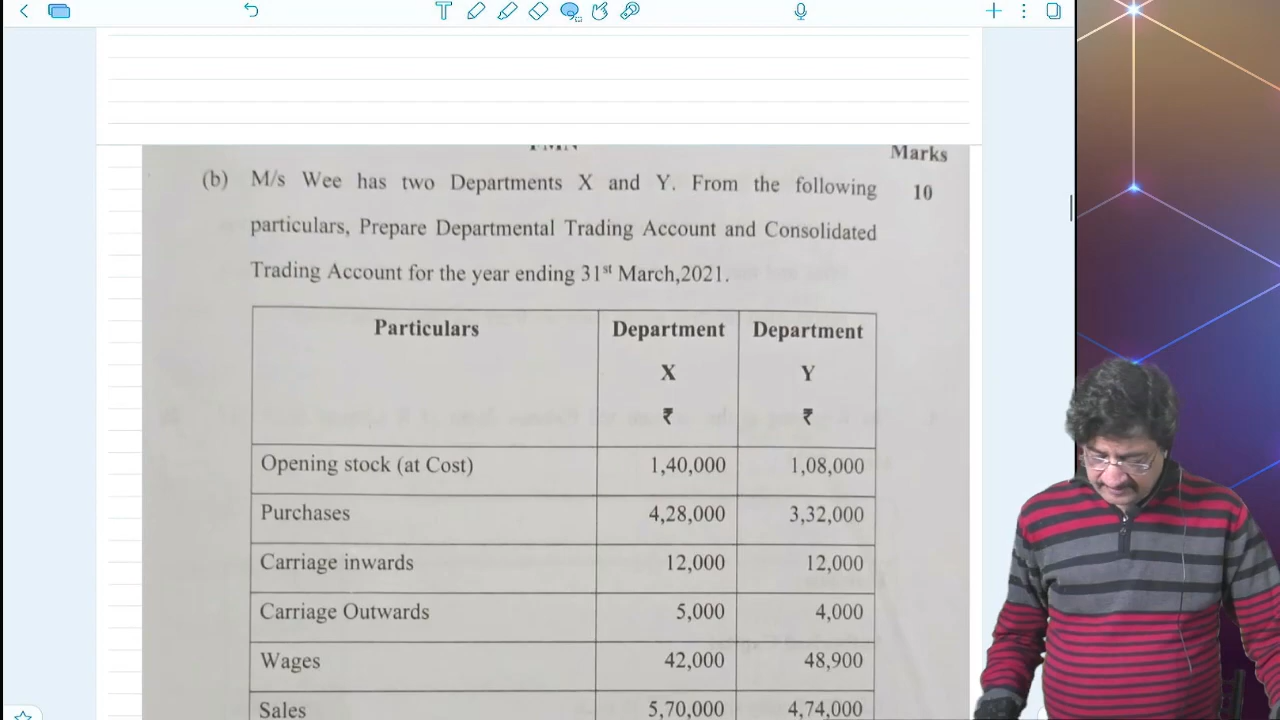 Marks
(b) M/s Wee has two Departments X and Y. From the following 10
particulars, Prepare Departmental Trading Account and Consolidated
Trading Account for the year ending 31st March,2021.
Particulars Department Department
X Y
₹ ₹
Opening stock (at Cost) 1,40,000 1,08,000
Purchases 4,28,000 3,32,000
Carriage inwards 12,000 12,000
Carriage Outwards 5,000 4,000
Wages 42,000 48,900
Sales 5,70,000 4,74,000